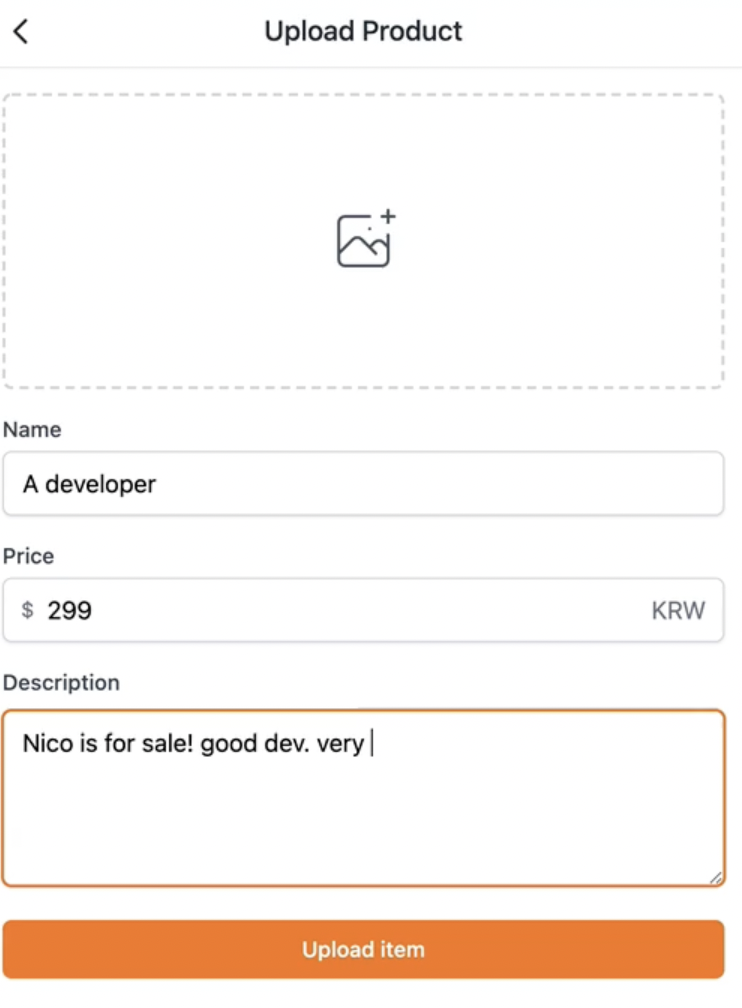 Upload Product
Name
A developer
Price
$ 299 KRW
Description
Nico is for sale! good dev. very
Upload item